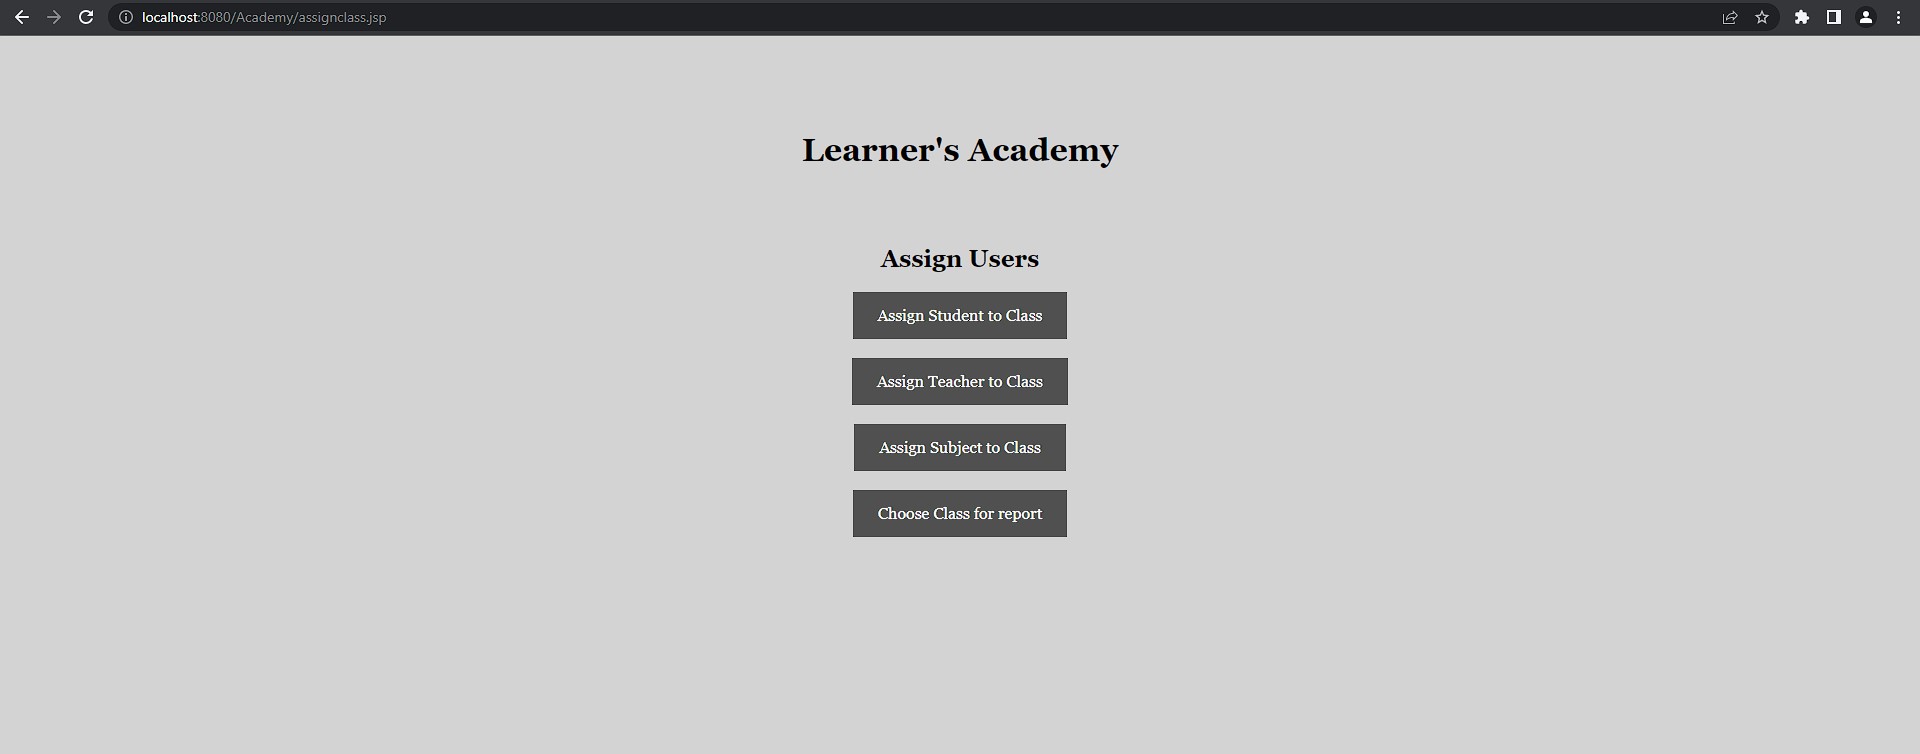 localhost:8080/Academy/assignclass.jsp
Learner's Academy
Assign Users
Assign Student to Class
Assign Teacher to Class
Assign Subject to Class
Choose Class for report